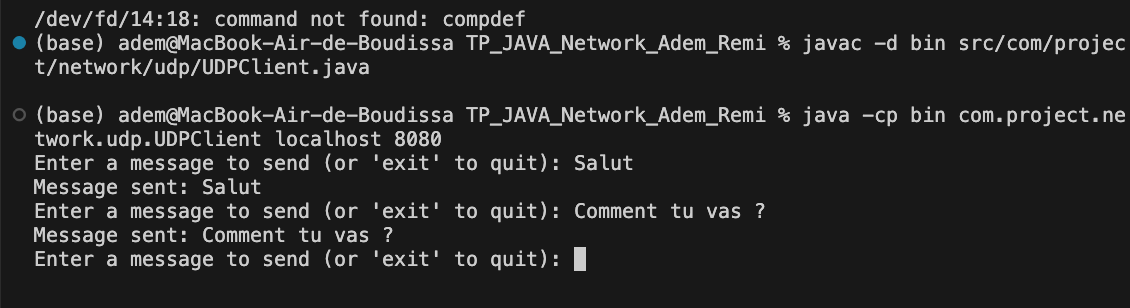 /dev/fd/14:18: command not found: compdef
(base) adem@MacBook-Air-de-Boudissa TP_JAVA_Network_Adem_Remi % javac -d bin src/com/projec
t/network/udp/UDPClient.java
(base) adem@MacBook-Air-de-Boudissa TP_JAVA_Network_Adem_Remi % java -cp bin com.project.ne
twork.udp.UDPClient localhost 8080
Enter a message to send (or 'exit' to quit): Salut
Message sent: Salut
Enter a message to send (or 'exit' to quit): Comment tu vas ?
Message sent: Comment tu vas ?
Enter a message to send (or 'exit' to quit):